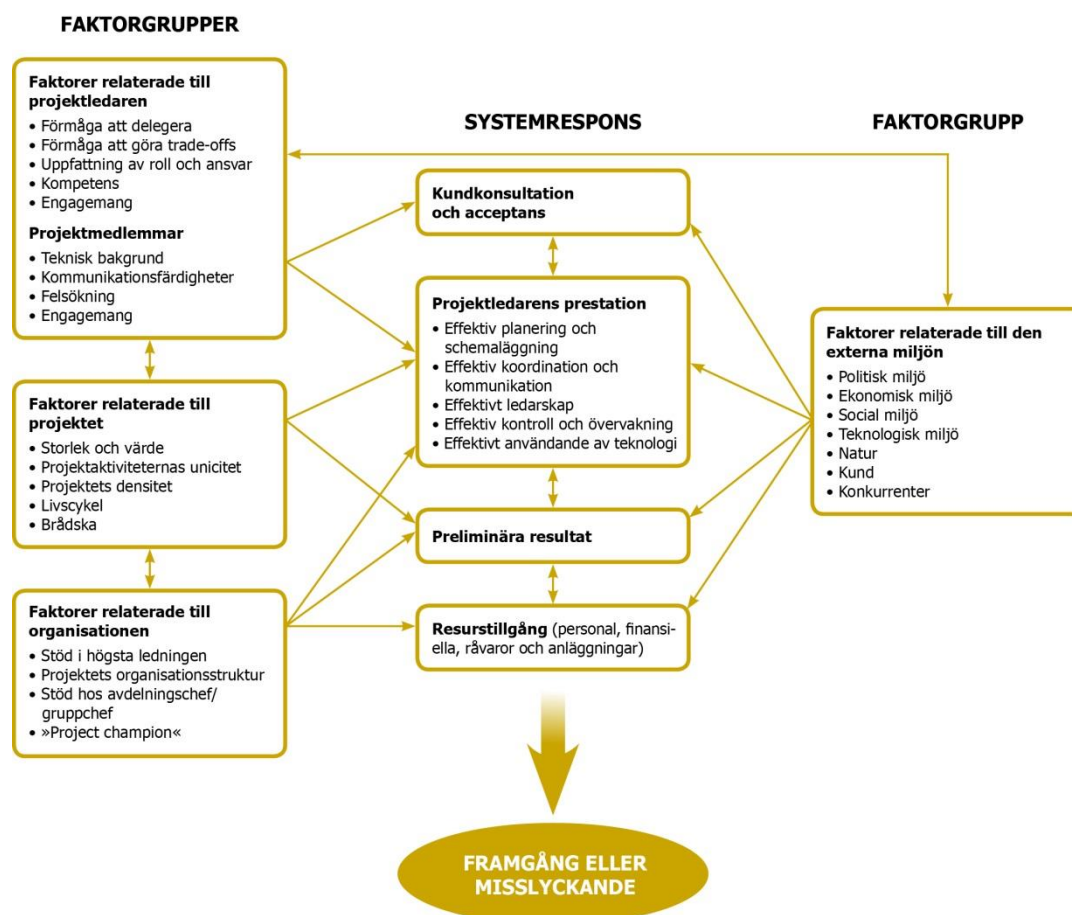 FAKTORGRUPPER
Faktorer relaterade till
projektledaren
• Förmåga att delegera
• Förmåga att göra trade-offs
• Uppfattning av roll och ansvar
• Kompetens
• Engagemang
Projektmedlemmar
• Teknisk bakgrund
• Kommunikationsfärdigheter
• Felsökning
• Engagemang
Faktorer relaterade till
projektet
• Storlek och värde
• Projektaktiviteternas unicitet
• Projektets densitet
• Livscykel
• Brådska
Faktorer relaterade till
organisationen
• Stöd i högsta ledningen
• Projektets organisationsstruktur
• Stöd hos avdelningschef/
gruppchef
• »Project champion«
SYSTEMRESPONS
Kundkonsultation
och acceptans
Projektledarens prestation
• Effektiv planering och
schemaläggning
• Effektiv koordination och
kommunikation
• Effektivt ledarskap
• Effektiv kontroll och övervakning
• Effektivt användande av teknologi
Preliminära resultat
Resurstillgång (personal, finansi-
ella, råvaror och anläggningar)
FAKTORGRUPP
Faktorer relaterade till den
externa miljön
• Politisk miljö
• Ekonomisk miljö
• Social miljö
• Teknologisk miljö
• Natur
• Kund
• Konkurrenter
FRAMGÅNG ELLER
MISSLYCKANDE